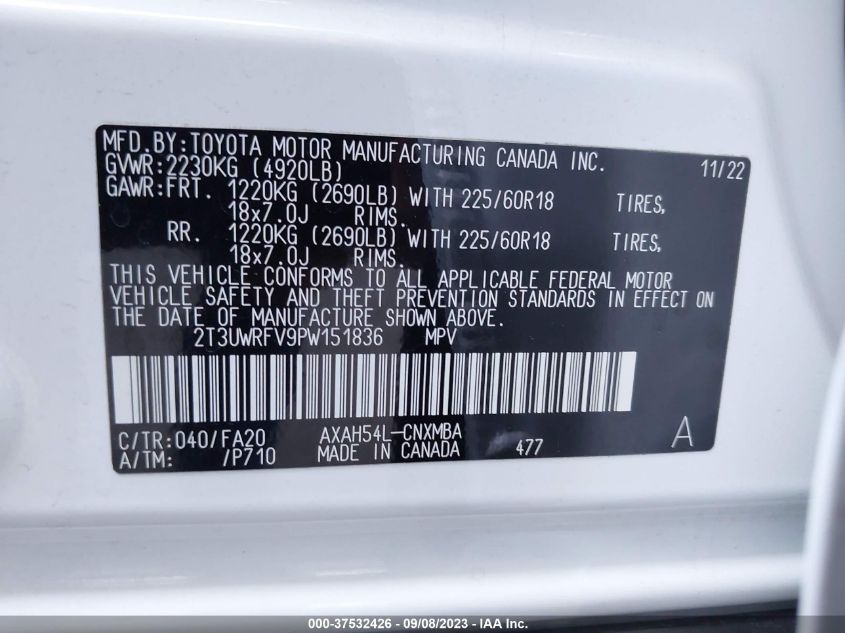 MFD.BY:TOYOTA MOTOR MANUFACTURING CANADA INC. 11/22
GVWR:2230KG (4920LB)
GAWR:FRT. 1220KG (2690LB) WITH 225/60R18 TIRES,
18x7.0J RIMS.
RR. 1220KG (2690LB) WITH 225/60R18 TIRES,
18x7.0J RIMS.
THIS VEHICLE CONFORMS TO ALL APPLICABLE FEDERAL MOTOR
VEHICLE SAFETY AND THEFT PREVENTION STANDARDS IN EFFECT ON
THE DATE OF MANUFACTURE SHOWN ABOVE.
2T3UWRFV9PW151836 MPV
C/TR:040/FA20 AXAH54L-CNXMBA A
A/TM: /P710 MADE IN CANADA 477
000-37532426 - 09/08/2023 - IAA Inc.